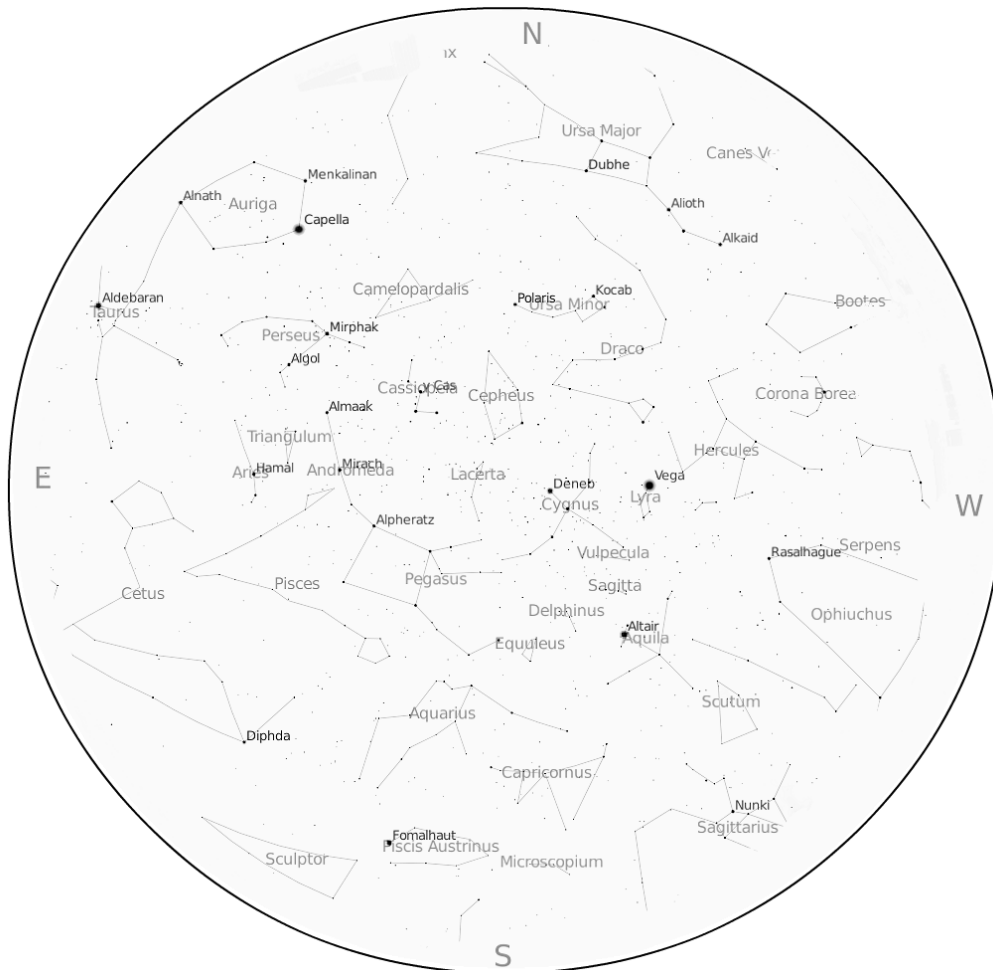 N
ıx
Ursa Major
Canes V
Dubhe
Menkalinan
Alnath
Auriga
Capella
Alioth
Alkaid
Camelopardalis
Kocab
Polaris
Ursa Minor
Bootes
Aldebaran
Taurus
Mirphak
Perseus
Draco
Algol
Cassiopeia
γ Cas
Cepheus
Corona Borea
Almaak
Triangulum
Hercules
Aries
Hamal
Mirach
Andromeda
Lacerta
E
Vega
Deneb
Lyra
Cygnus
W
Alpheratz
Vulpecula
Rasalhague
Serpens
Pegasus
Pisces
Sagitta
Cetus
Delphinus
Ophiuchus
Altair
Aquila
Equuleus
Scutum
Aquarius
Diphda
Capricornus
Nunki
Sagittarius
Fomalhaut
Piscis Austrinus
Sculptor
Microscopium
S